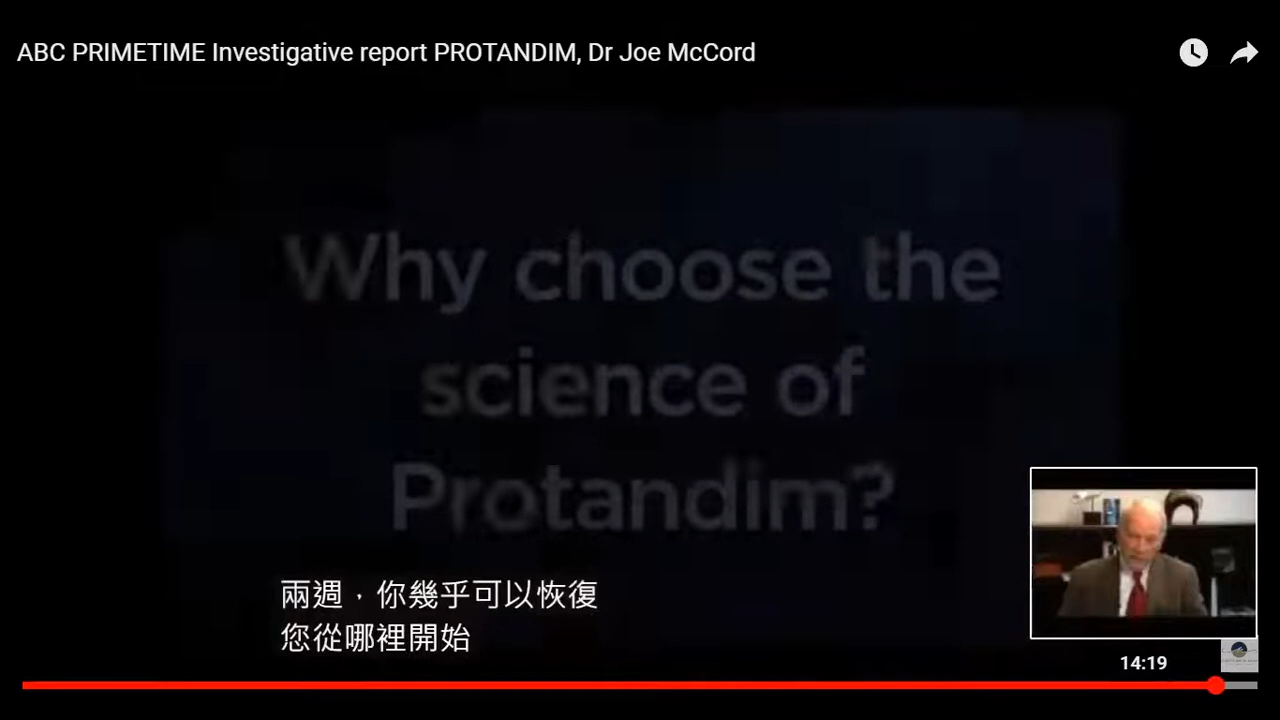 ABC PRIMETIME Investigative report PROTANDIM, Dr Joe McCord
Why choose the
science of
Protandim?
兩週，你幾乎可以恢復
您從哪裡開始
14:19